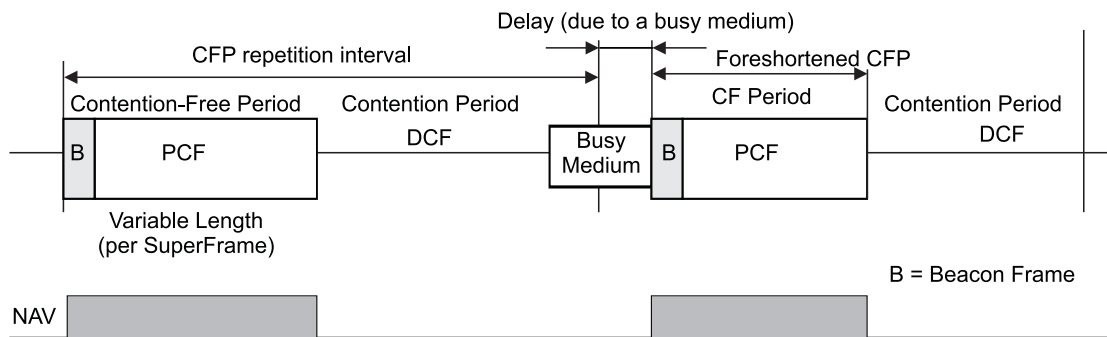 Delay (due to a busy medium)
CFP repetition interval
Foreshortened CFP
Contention-Free Period
Contention Period
CF Period
Contention Period
DCF
DCF
B
PCF
Busy
Medium
B
PCF
Variable Length
(per SuperFrame)
B = Beacon Frame
NAV